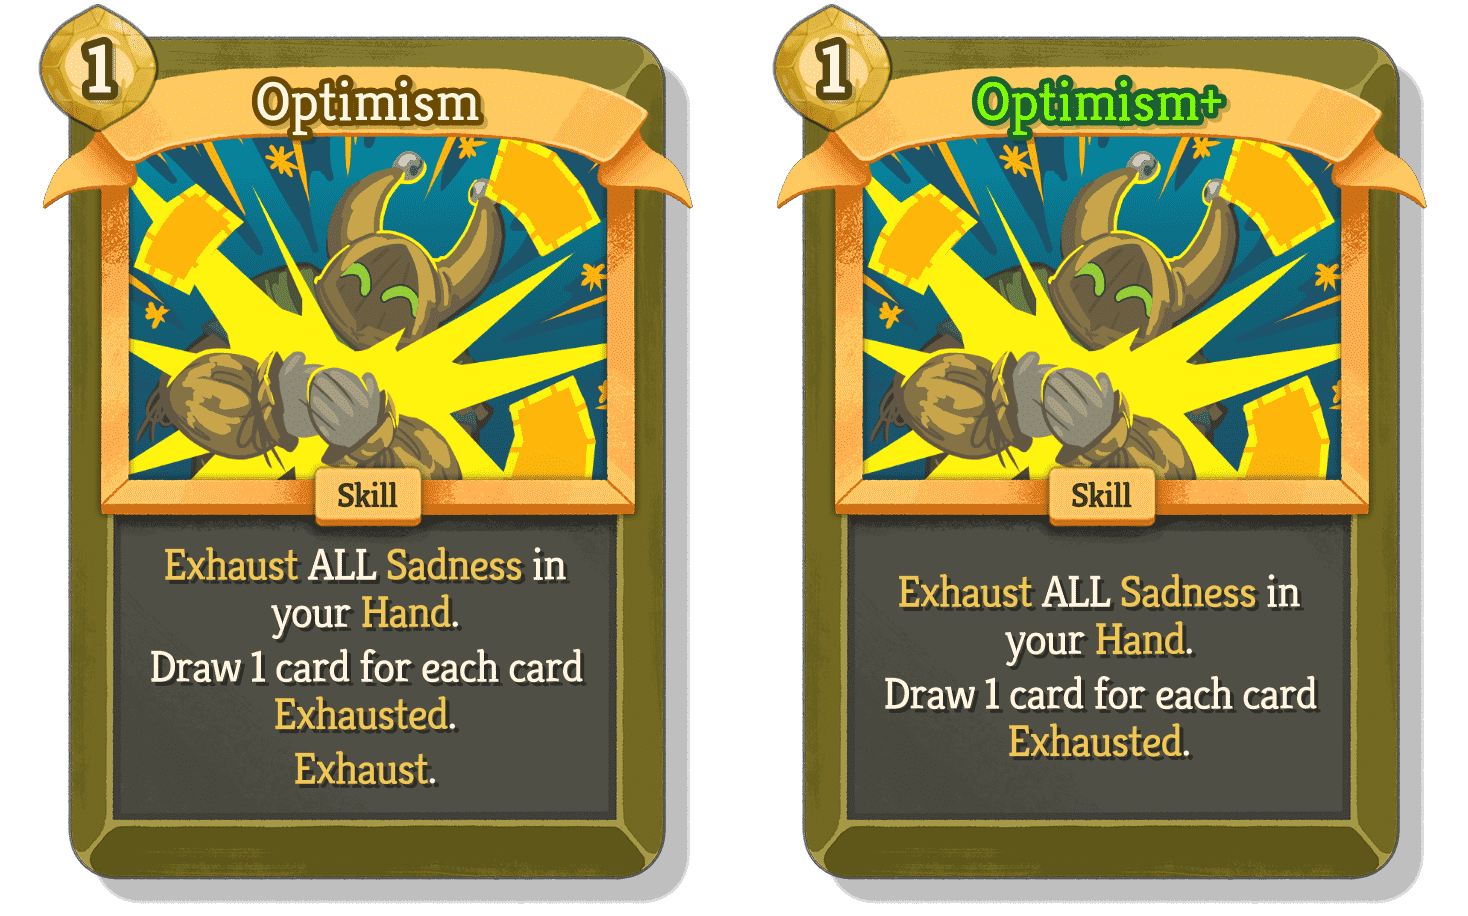 1
Optimism
Skill
Exhaust ALL Sadness in
your Hand.
Draw 1 card for each card
Exhausted.
Exhaust.
1
Optimism+
Skill
Exhaust ALL Sadness in
your Hand.
Draw 1 card for each card
Exhausted.